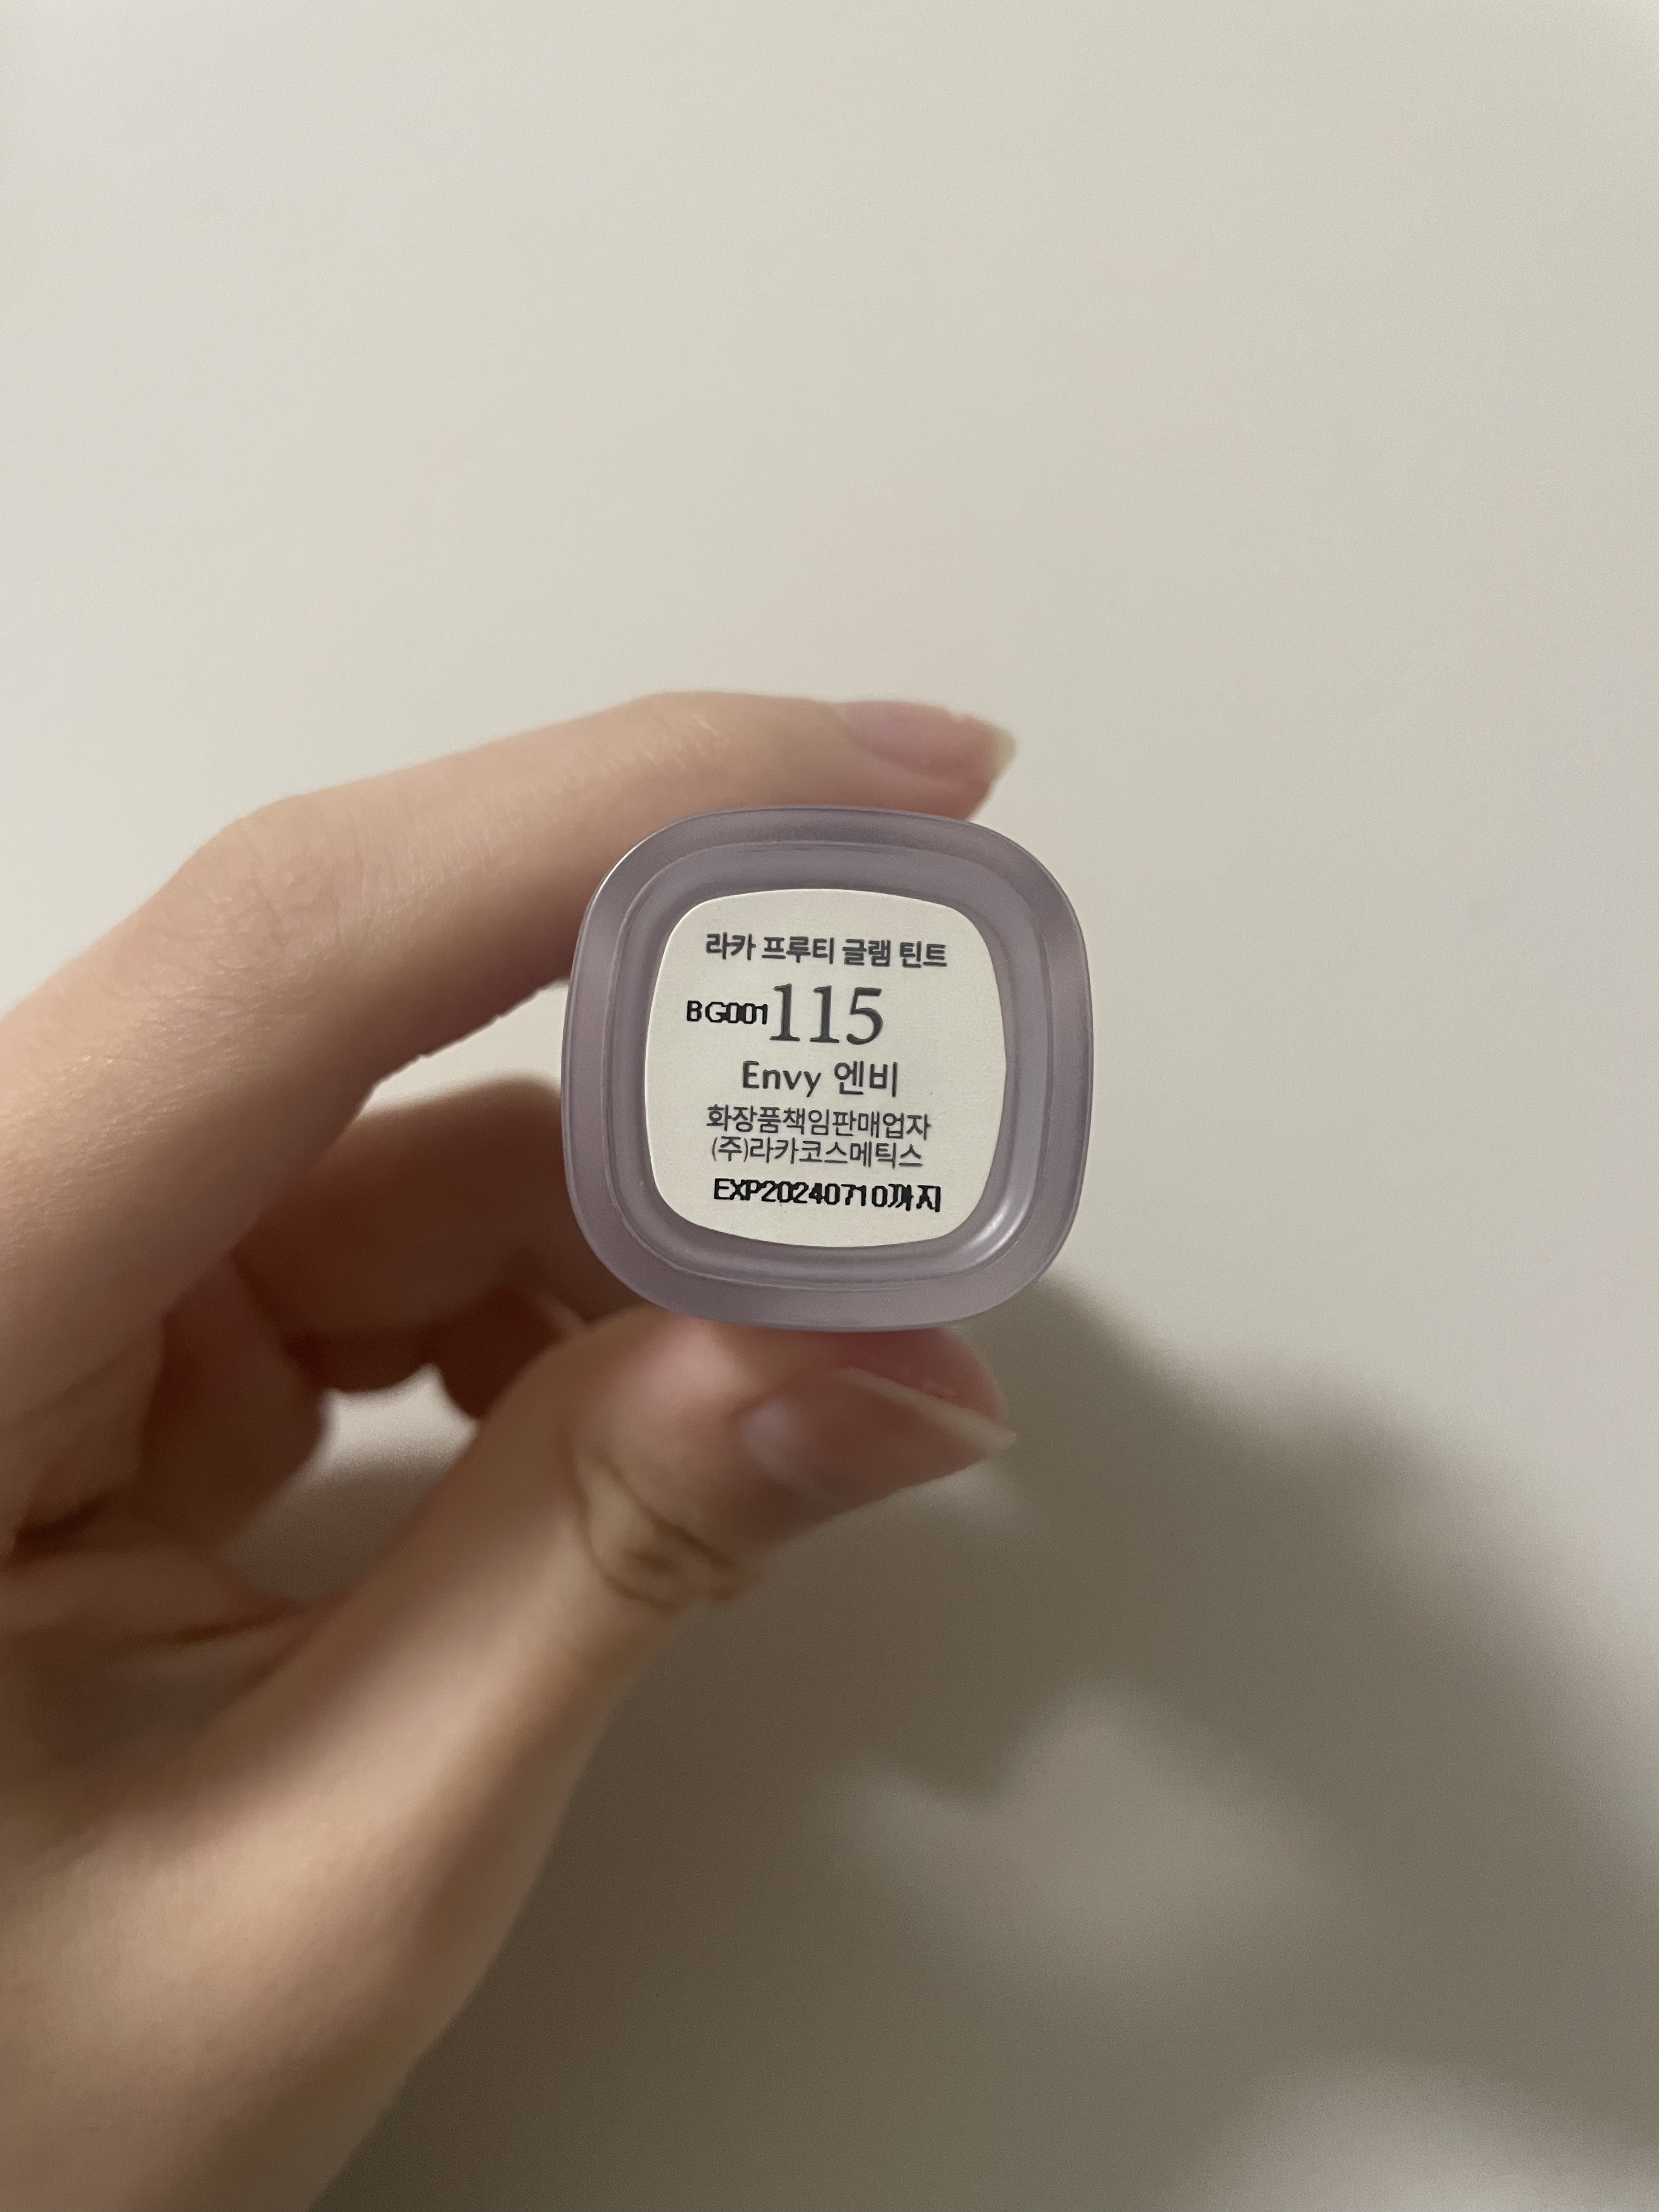 라카 프루티 글램 틴트
BG001 115
Envy 엔비
화장품책임판매업자
(주)라카코스메틱스
EXP20240710까지